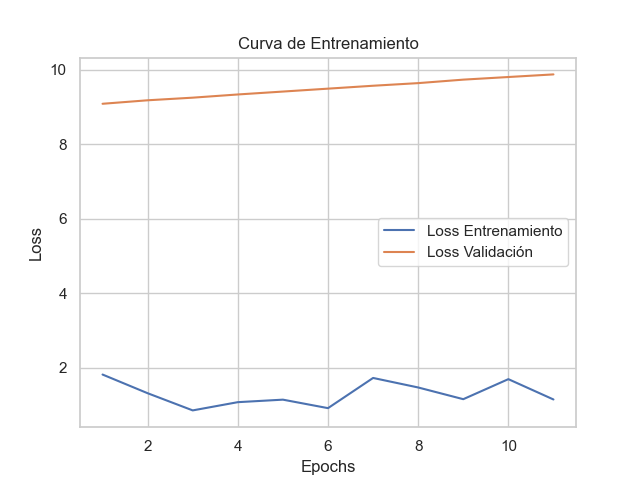 Curva de Entrenamiento
10
8
6
4
2
Loss
Loss Entrenamiento
Loss Validación
2 4 6 8 10
Epochs